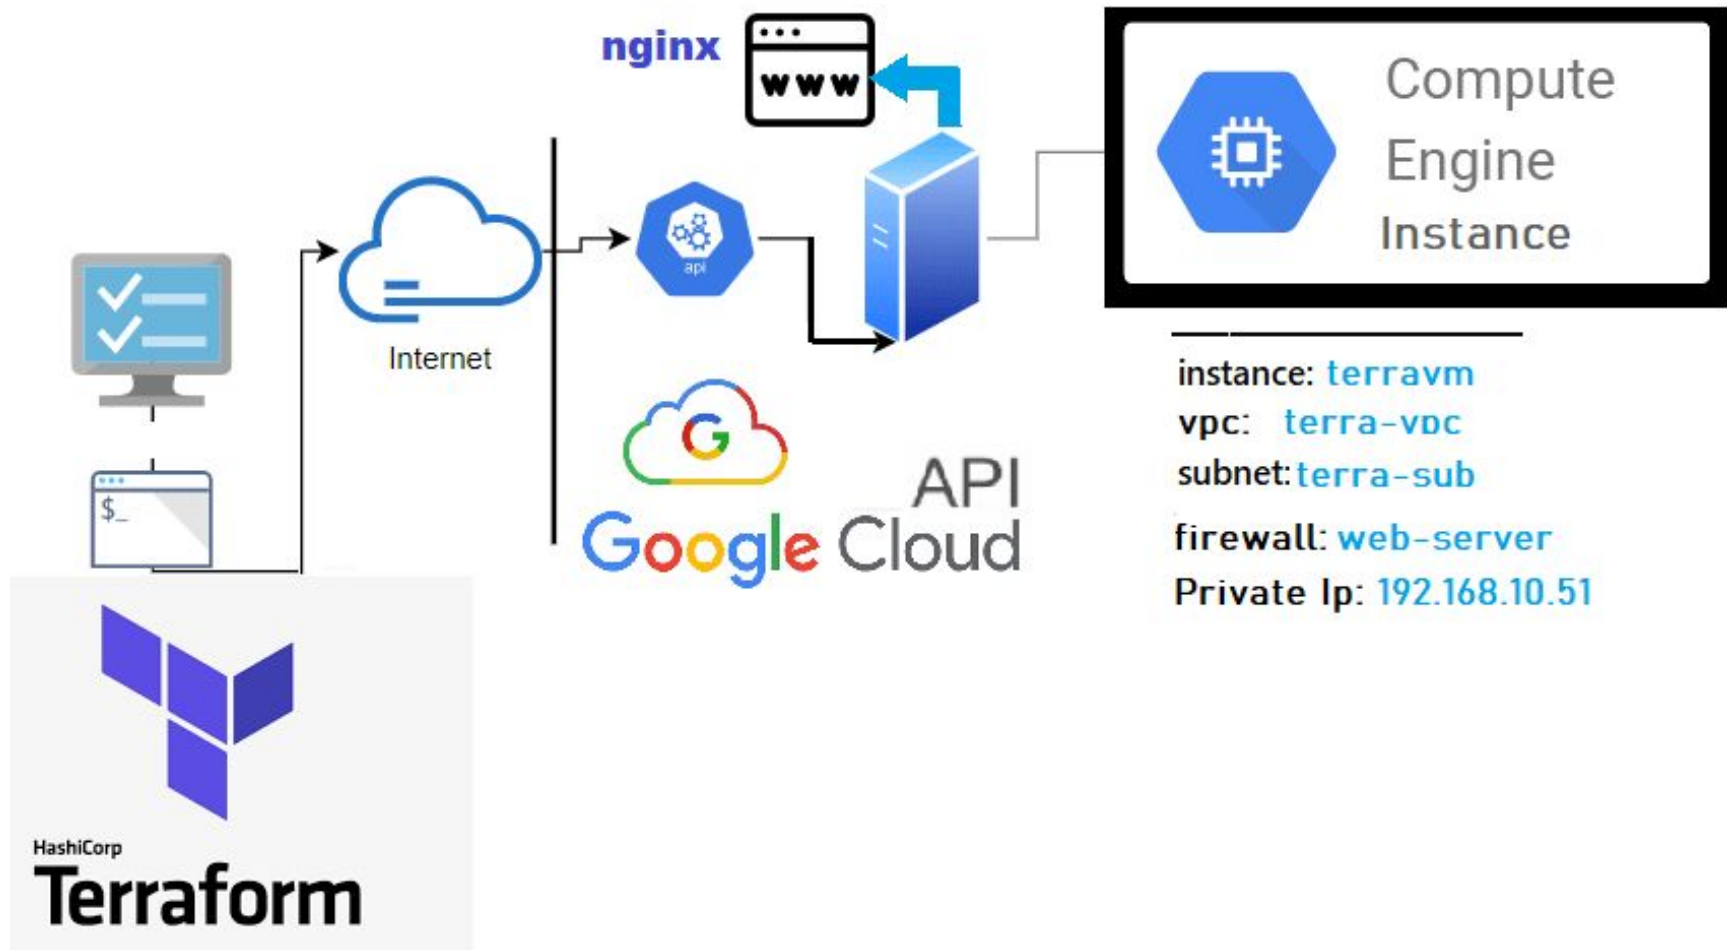 nginx
www
Compute
Engine
Instance
api
Internet
$_
API
Google Cloud
instance: terravm
vpc: terra-vpc
subnet: terra-sub
firewall: web-server
Private Ip: 192.168.10.51
HashiCorp
Terraform